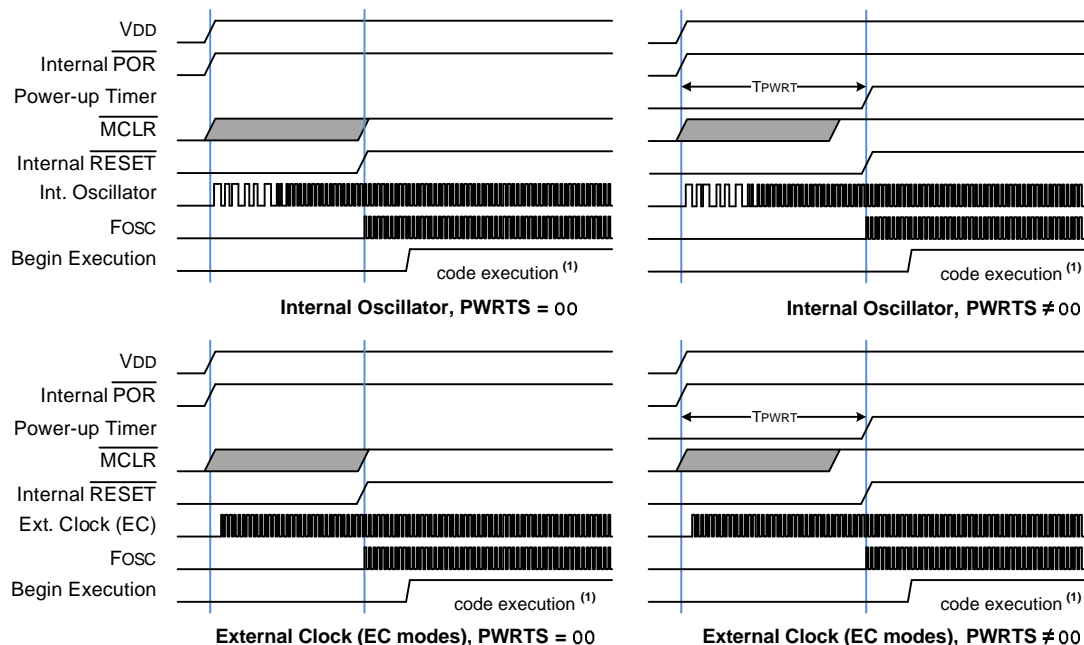 VDD
Internal POR
Power-up Timer
MCLR
Internal RESET
Int. Oscillator
FOSC
Begin Execution
code execution (1)
Internal Oscillator, PWRTS = 00
TPWRT
code execution (1)
Internal Oscillator, PWRTS ≠ 00
VDD
Internal POR
Power-up Timer
MCLR
Internal RESET
Ext. Clock (EC)
FOSC
Begin Execution
code execution (1)
External Clock (EC modes), PWRTS = 00
TPWRT
code execution (1)
External Clock (EC modes), PWRTS ≠ 00